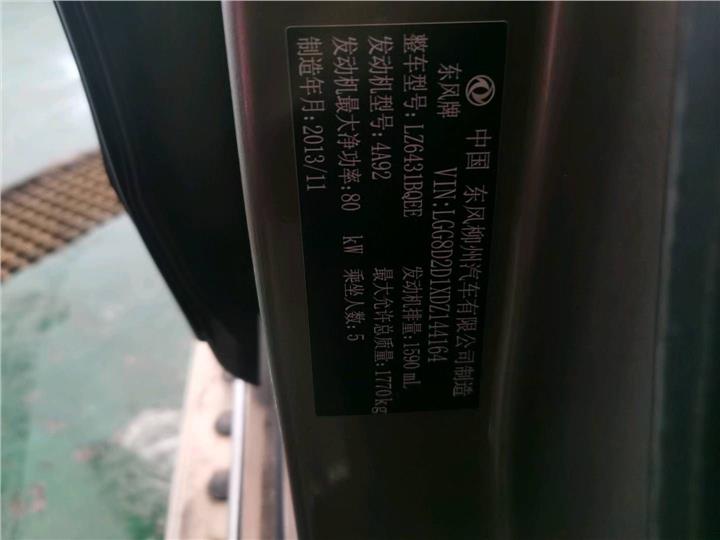 中国 东风柳州汽车有限公司制造
东风牌 VIN:LGG8D2D1XDZ144164
整车型号:LZ6431BQEE 发动机排量:1590mL
发动机型号:4A92 最大允许总质量:1770kg
发动机最大净功率:80 kW 乘坐人数:5
制造年月:2013/11